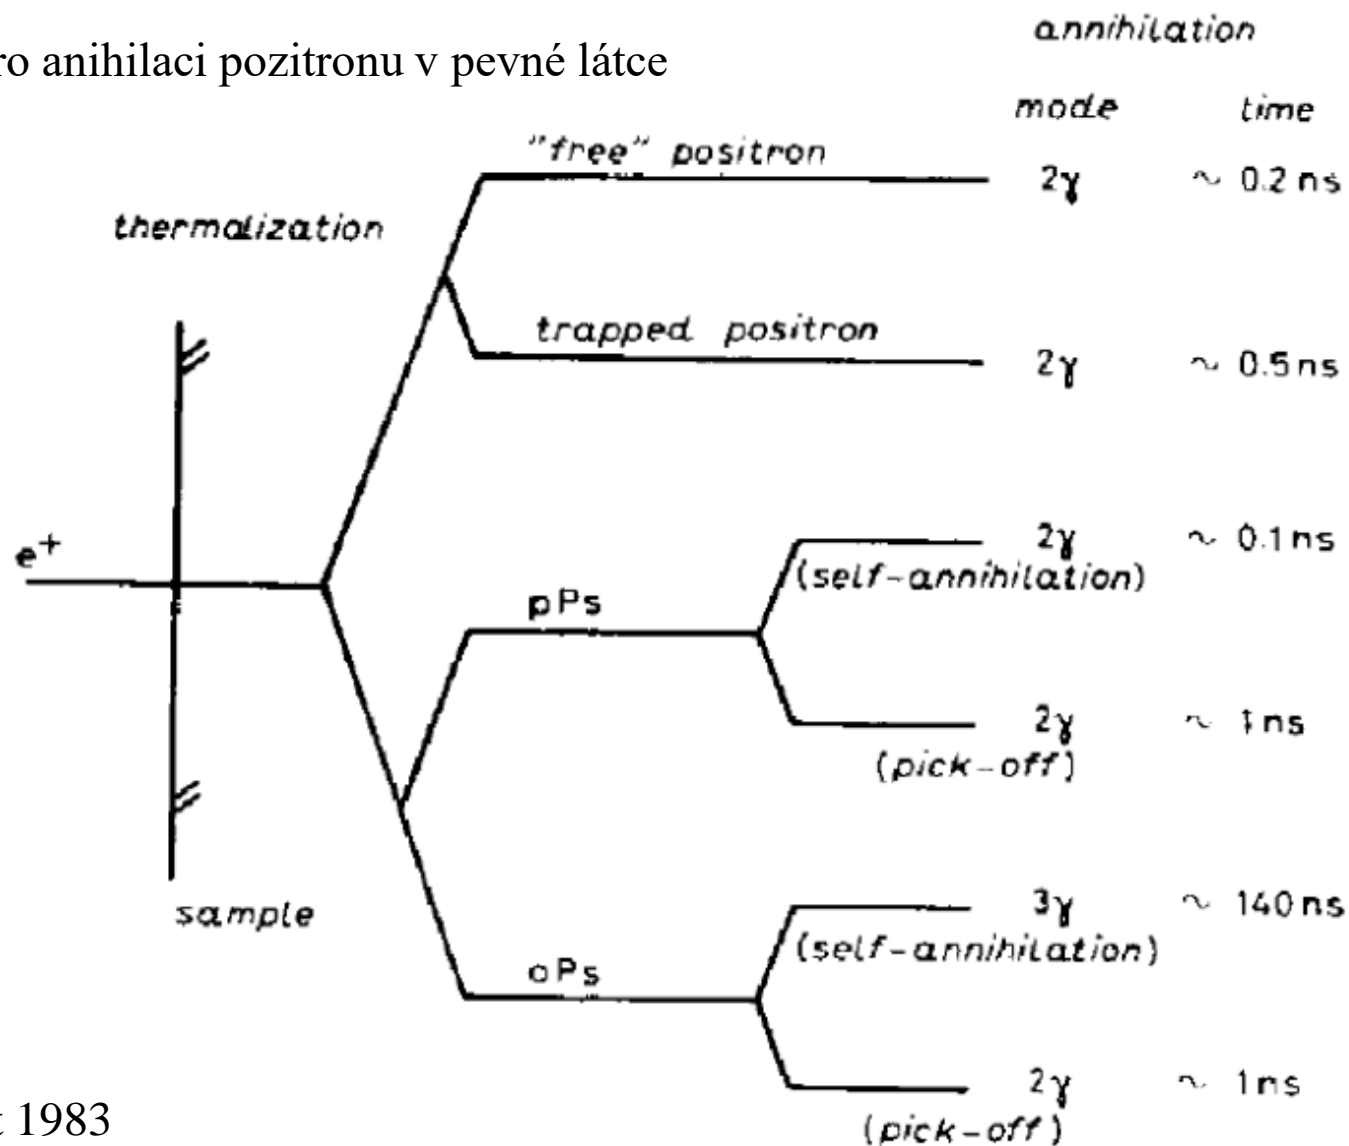 anihilaci pozitronu v pevné látce
annihilation
mode time
"free" positron
2γ ~ 0.2 ns
thermalization
trapped positron
2γ ~ 0.5 ns
e+
2γ ~ 0.1 ns
(self-annihilation)
pPs
2γ ~ 1 ns
(pick-off)
sample
3γ ~ 140 ns
(self-annihilation)
oPs
2γ ~ 1 ns
(pick-off)
1983